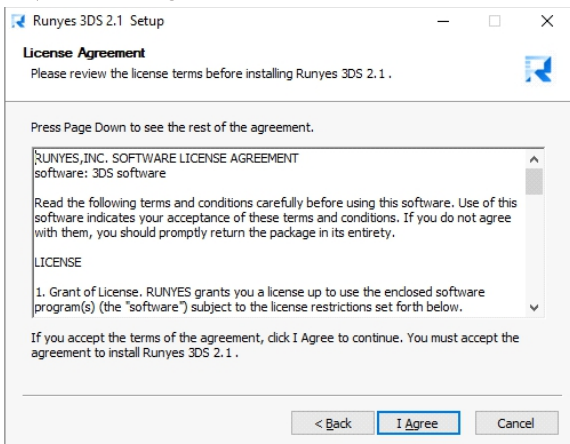 Runyes 3DS 2.1 Setup
License Agreement
Please review the license terms before installing Runyes 3DS 2.1 .
Press Page Down to see the rest of the agreement.
RUNYES,INC. SOFTWARE LICENSE AGREEMENT
software: 3DS software
Read the following terms and conditions carefully before using this software. Use of this
software indicates your acceptance of these terms and conditions. If you do not agree
with them, you should promptly return the package in its entirety.
LICENSE
1. Grant of License. RUNYES grants you a license up to use the enclosed software
program(s) (the "software") subject to the license restrictions set forth below.
If you accept the terms of the agreement, click I Agree to continue. You must accept the
agreement to install Runyes 3DS 2.1 .
< Back
I Agree
Cancel